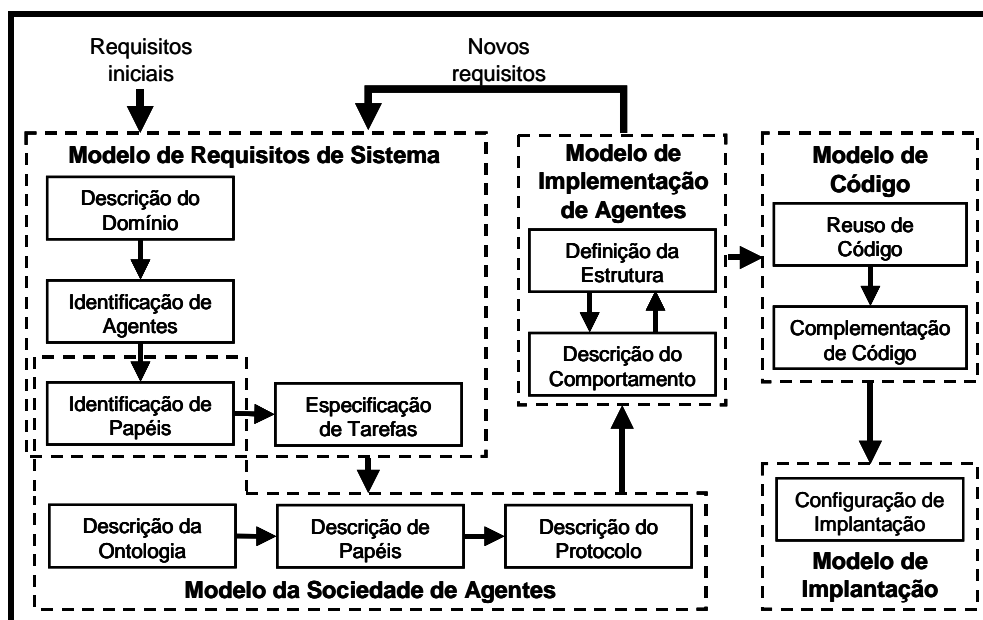 Requisitos
iniciais
Novos
requisitos
Modelo de Requisitos de Sistema
Descrição do
Domínio
Identificação de
Agentes
Identificação de
Papéis
Especificação
de Tarefas
Modelo de
Implementação
de Agentes
Definição da
Estrutura
Descrição do
Comportamento
Modelo de
Código
Reuso de
Código
Complementação
de Código
Descrição da
Ontologia
Descrição de
Papéis
Descrição do
Protocolo
Modelo da Sociedade de Agentes
Configuração de
Implantação
Modelo de
Implantação